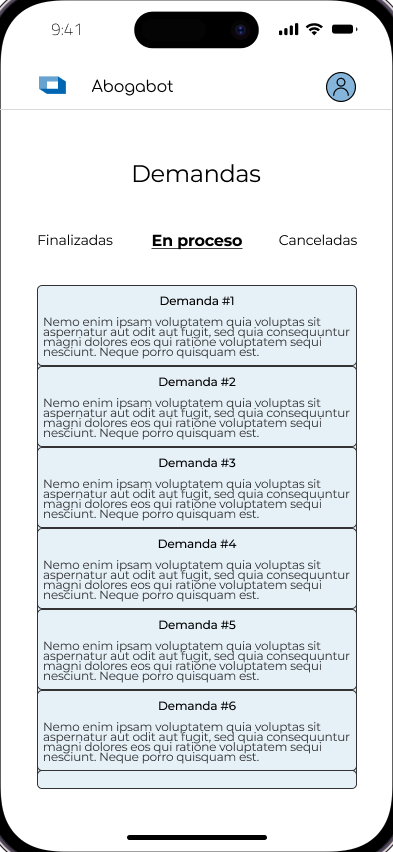 9:41
Abogabot
Demandas
Finalizadas
En proceso
Canceladas
Demanda #1
Nemo enim ipsam voluptatem quia voluptas sit
aspernatur aut odit aut fugit, sed quia consequuntur
magni dolores eos qui ratione voluptatem sequi
nesciunt. Neque porro quisquam est.
Demanda #2
Nemo enim ipsam voluptatem quia voluptas sit
aspernatur aut odit aut fugit, sed quia consequuntur
magni dolores eos qui ratione voluptatem sequi
nesciunt. Neque porro quisquam est.
Demanda #3
Nemo enim ipsam voluptatem quia voluptas sit
aspernatur aut odit aut fugit, sed quia consequuntur
magni dolores eos qui ratione voluptatem sequi
nesciunt. Neque porro quisquam est.
Demanda #4
Nemo enim ipsam voluptatem quia voluptas sit
aspernatur aut odit aut fugit, sed quia consequuntur
magni dolores eos qui ratione voluptatem sequi
nesciunt. Neque porro quisquam est.
Demanda #5
Nemo enim ipsam voluptatem quia voluptas sit
aspernatur aut odit aut fugit, sed quia consequuntur
magni dolores eos qui ratione voluptatem sequi
nesciunt. Neque porro quisquam est.
Demanda #6
Nemo enim ipsam voluptatem quia voluptas sit
aspernatur aut odit aut fugit, sed quia consequuntur
magni dolores eos qui ratione voluptatem sequi
nesciunt. Neque porro quisquam est.